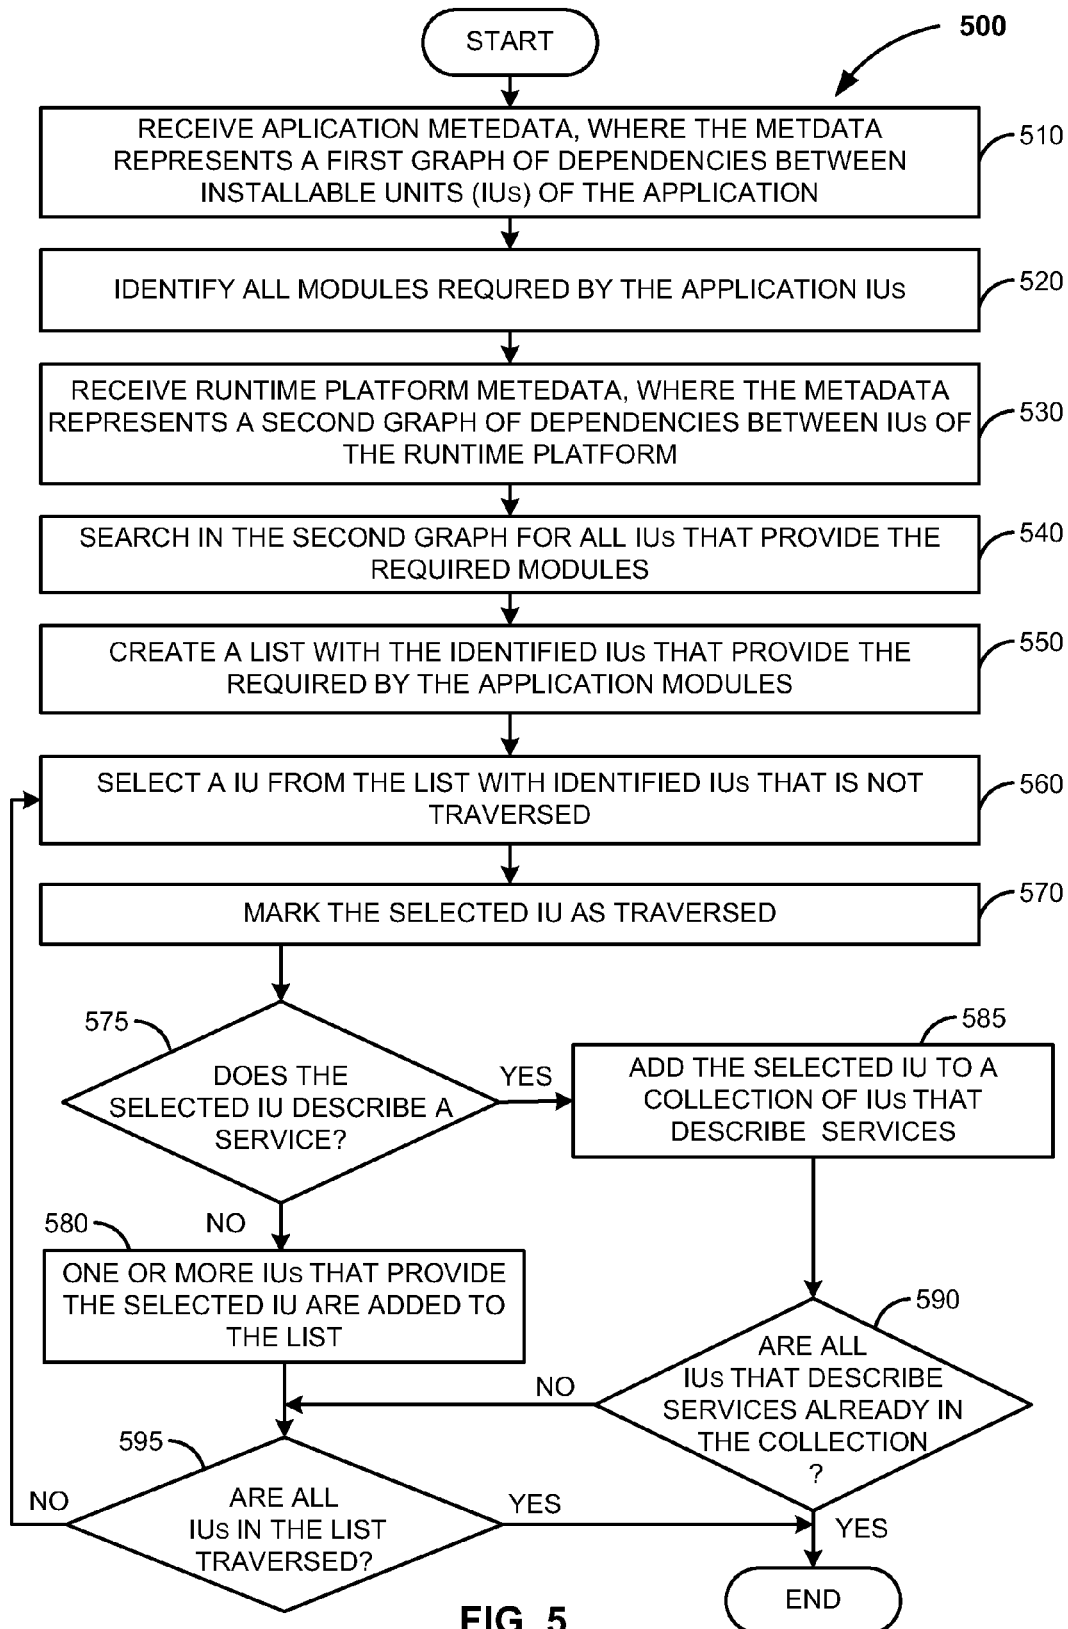 START
500
RECEIVE APLICATION METEDATA, WHERE THE METDATA
REPRESENTS A FIRST GRAPH OF DEPENDENCIES BETWEEN
INSTALLABLE UNITS (IUs) OF THE APPLICATION
510
IDENTIFY ALL MODULES REQURED BY THE APPLICATION IUs
520
RECEIVE RUNTIME PLATFORM METEDATA, WHERE THE METADATA
REPRESENTS A SECOND GRAPH OF DEPENDENCIES BETWEEN IUs OF
THE RUNTIME PLATFORM
530
SEARCH IN THE SECOND GRAPH FOR ALL IUs THAT PROVIDE THE
REQUIRED MODULES
540
CREATE A LIST WITH THE IDENTIFIED IUs THAT PROVIDE THE
REQUIRED BY THE APPLICATION MODULES
550
SELECT A IU FROM THE LIST WITH IDENTIFIED IUs THAT IS NOT
TRAVERSED
560
MARK THE SELECTED IU AS TRAVERSED
570
575
DOES THE
SELECTED IU DESCRIBE A
SERVICE?
YES
585
ADD THE SELECTED IU TO A
COLLECTION OF IUs THAT
DESCRIBE SERVICES
NO
580
ONE OR MORE IUs THAT PROVIDE
THE SELECTED IU ARE ADDED TO
THE LIST
590
ARE ALL
IUs THAT DESCRIBE
SERVICES ALREADY IN
THE COLLECTION
?
NO
YES
595
ARE ALL
IUs IN THE LIST
TRAVERSED?
NO
YES
END
FIG. 5